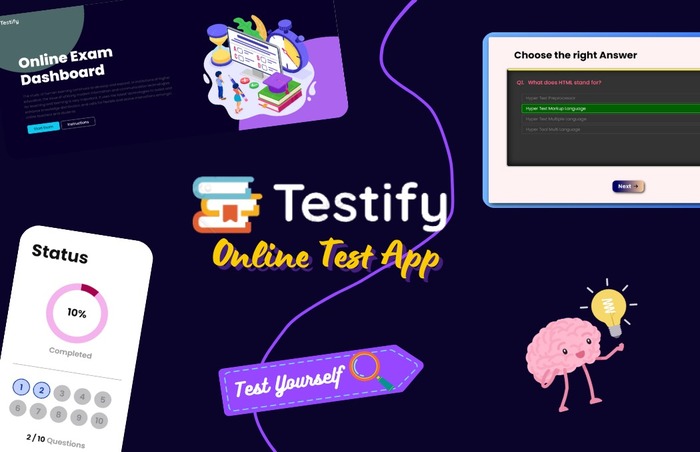 Testify
Online Exam
Dashboard
Start Exam
Instructions
Choose the right Answer
Q1. What does HTML stand for?
Hyper Text Preprocessor
Hyper Text Markup Language
Hyper Text Multiple Language
Hyper Tool Multi Language
Next
Testify
Online Test App
Status
10%
Completed
1 2 3 4 5
6 7 8 9 10
2 / 10 Questions
Test Yourself